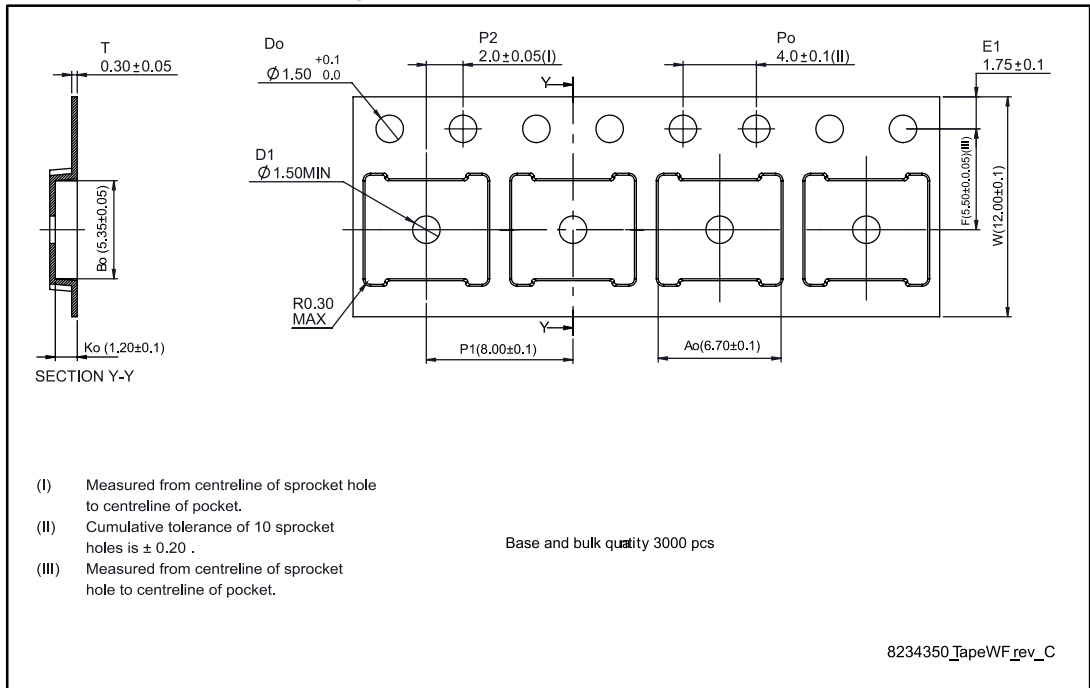 T
0.30±0.05
Do
+0.1
Ø 1.50 0.0
P2
2.0±0.05(I)
Po
4.0±0.1(II)
E1
1.75±0.1
Y
D1
Ø 1.50MIN
Bo (5.35±0.05)
F(5.50±0.0.05)(III)
W(12.00±0.1)
R0.30
MAX
Y
Ko (1.20±0.1)
P1(8.00±0.1)
Ao(6.70±0.1)
SECTION Y-Y
(I) Measured from centreline of sprocket hole
to centreline of pocket.
(II) Cumulative tolerance of 10 sprocket
holes is ± 0.20 .
(III) Measured from centreline of sprocket
hole to centreline of pocket.
Base and bulk quatity 3000 pcs
8234350_TapeWF_rev_C